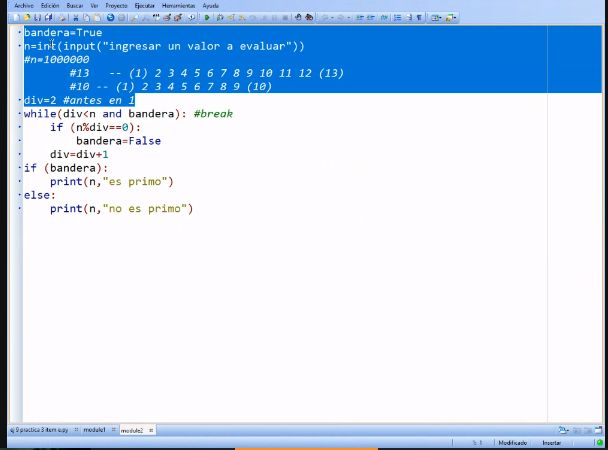 Archivo Edición Buscar Ver Proyecto Ejecutar Herramientas Ayuda
bandera=True
n=int(input("ingresar un valor a evaluar"))
#n=1000000
#13 -- (1) 2 3 4 5 6 7 8 9 10 11 12 (13)
#10 -- (1) 2 3 4 5 6 7 8 9 (10)
div=2 #antes en 1
while(div<n and bandera): #break
if (n%div==0):
bandera=False
div=div+1
if (bandera):
print(n,"es primo")
else:
print(n,"no es primo")
ej 9 practica 3 item e.py module1 module2
Modificado Insertar